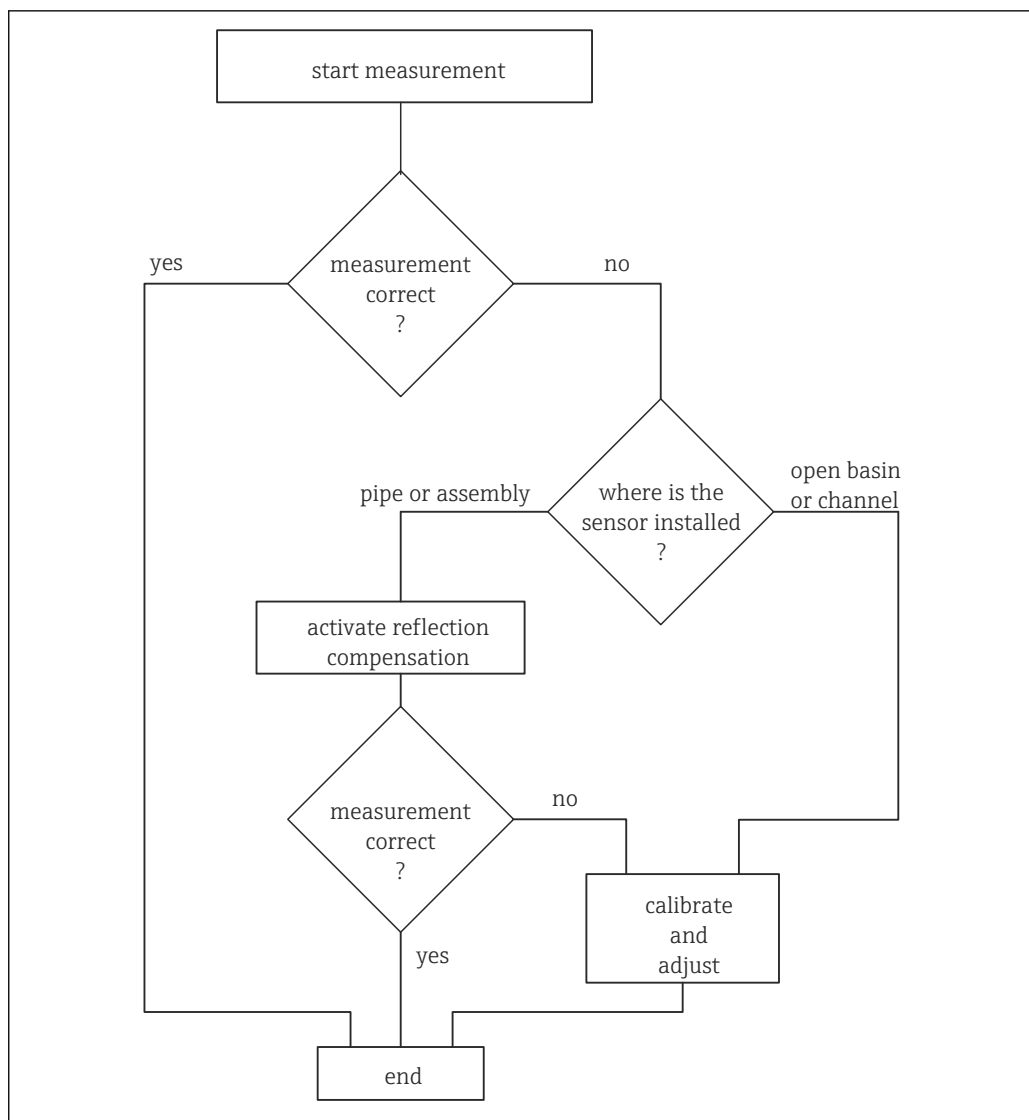 start measurement
yes
measurement
correct
?
no
pipe or assembly
where is the
sensor installed
?
open basin
or channel
activate reflection
compensation
measurement
correct
?
no
yes
calibrate
and
adjust
end